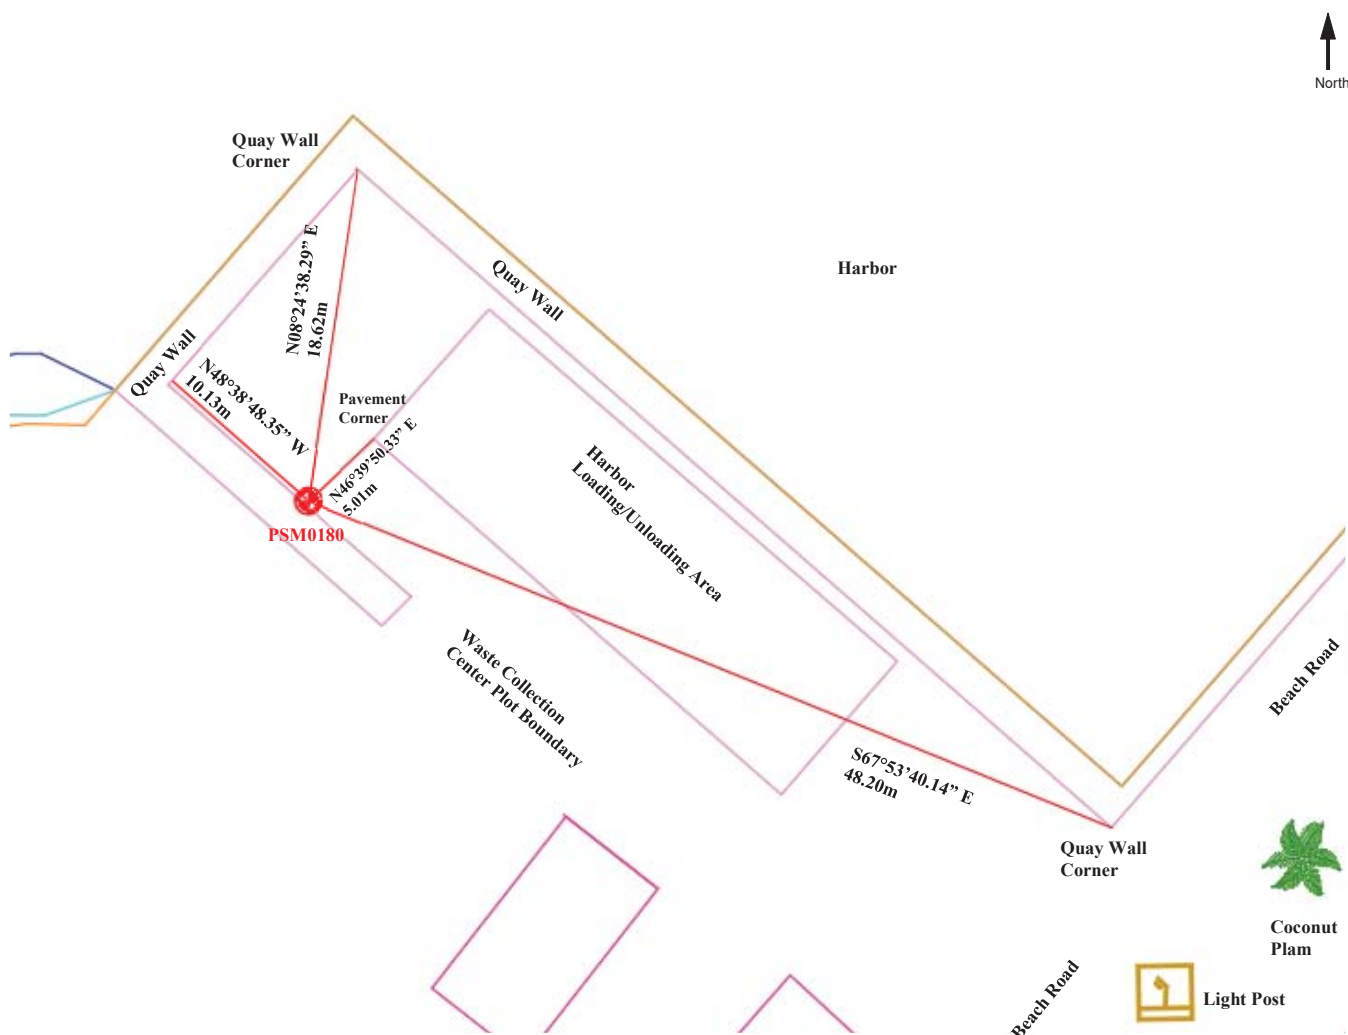 North
Quay Wall
Corner
Harbor
Quay Wall
N08°24’38.29” E
18.62m
Quay Wall
N48°38’48.35” W
10.13m
Pavement
Corner
N46°39’50.33” E
5.01m
PSM0180
Harbor
Loading/Unloading Area
Waste Collection
Center Plot Boundary
S67°53’40.14” E
48.20m
Beach Road
Quay Wall
Corner
Coconut
Plam
Beach Road
Light Post